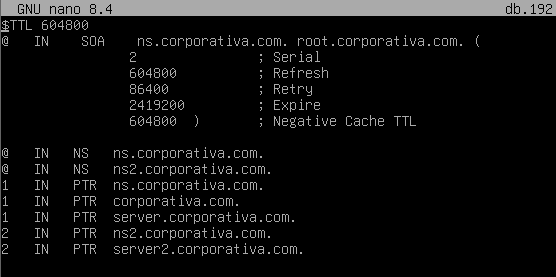 GNU nano 8.4 db.192
$TTL 604800
@ IN SOA ns.corporativa.com. root.corporativa.com. (
2 ; Serial
604800 ; Refresh
86400 ; Retry
2419200 ; Expire
604800 ) ; Negative Cache TTL
@ IN NS ns.corporativa.com.
@ IN NS ns2.corporativa.com.
1 IN PTR ns.corporativa.com.
1 IN PTR corporativa.com.
1 IN PTR server.corporativa.com.
2 IN PTR ns2.corporativa.com.
2 IN PTR server2.corporativa.com.